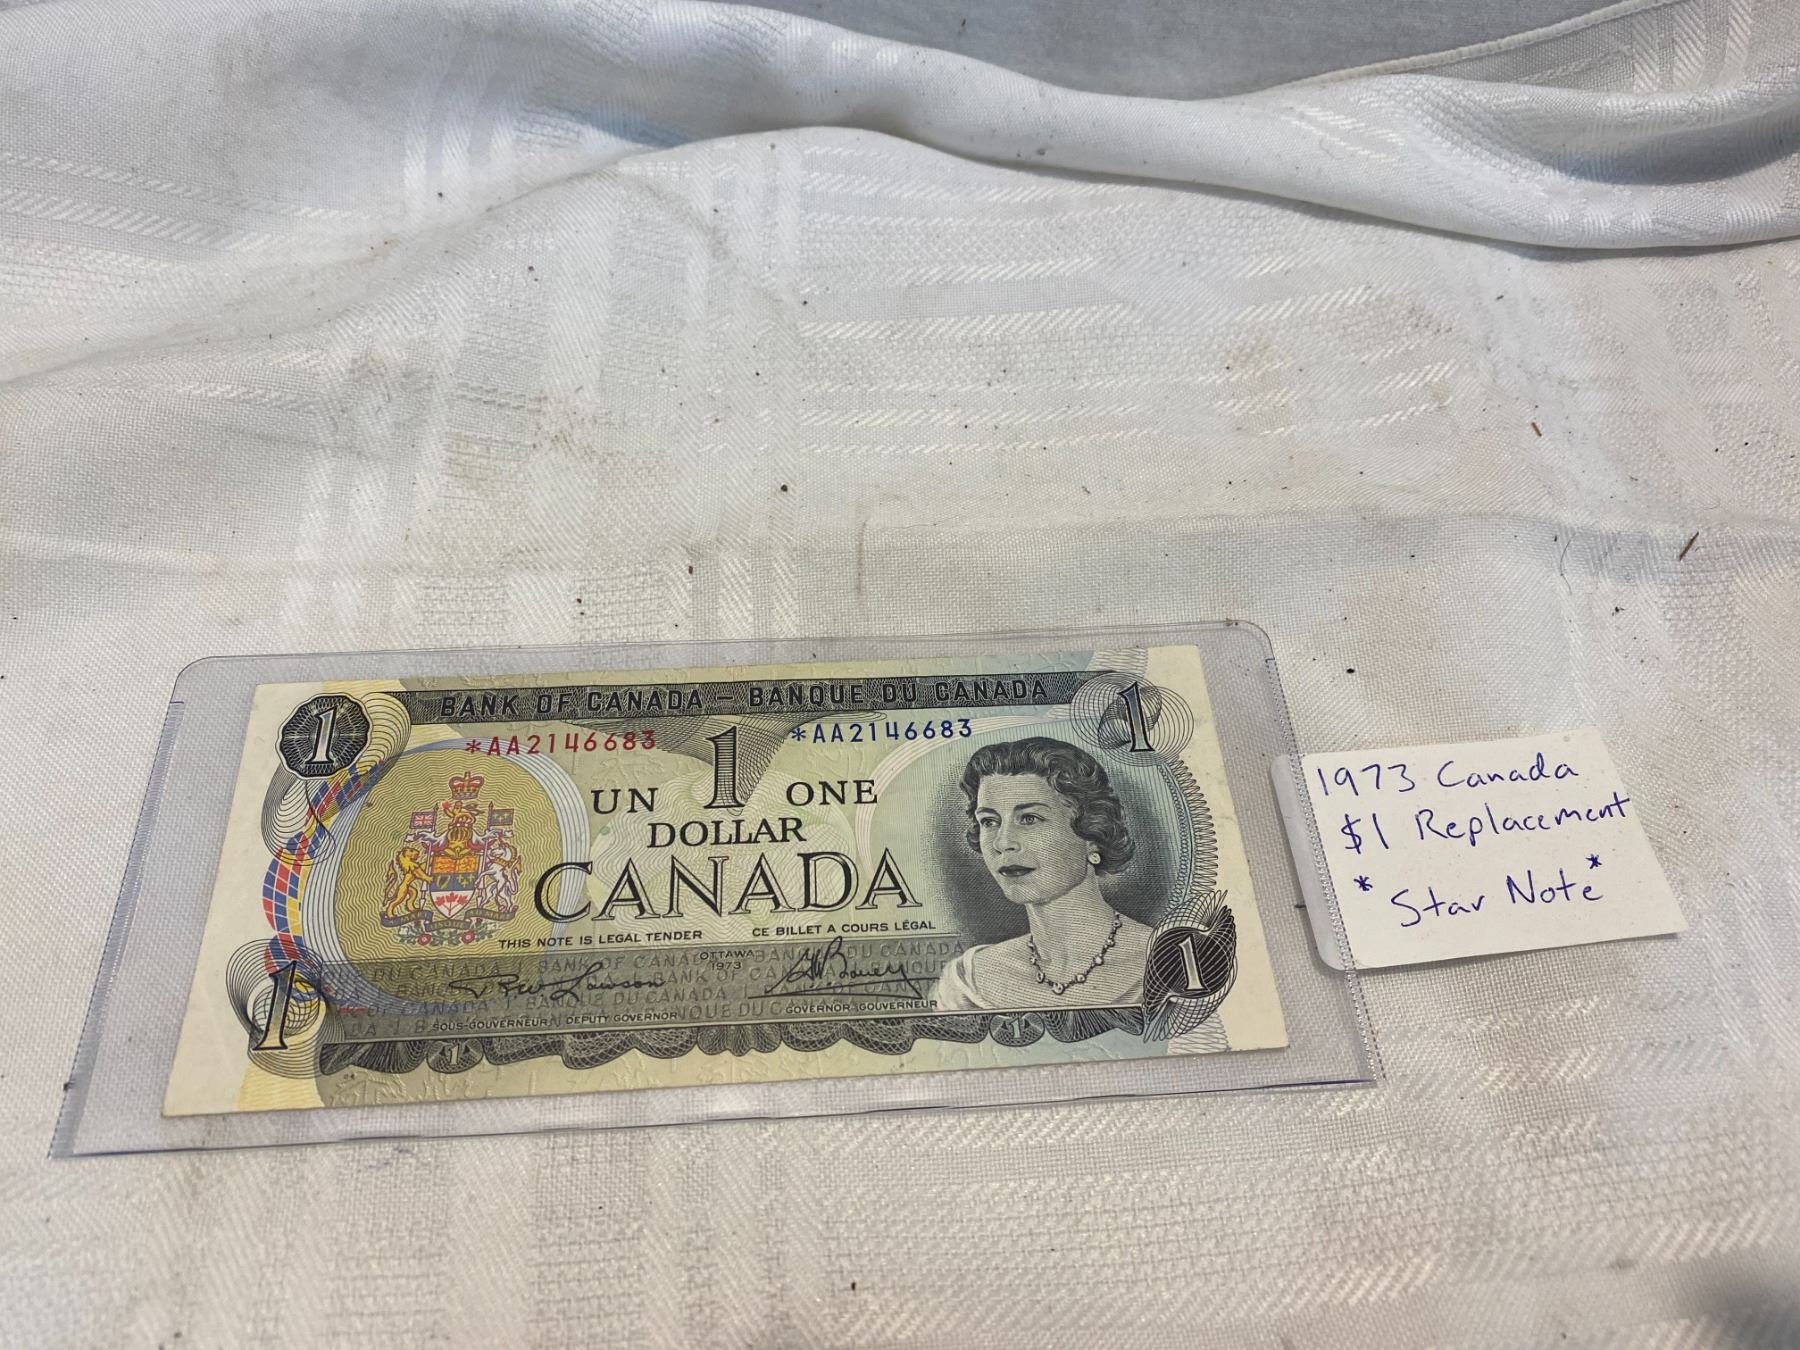 BANK OF CANADA – BANQUE DU CANADA
1 1
*AA2146683 *AA2146683
1
UN ONE
DOLLAR
CANADA
THIS NOTE IS LEGAL TENDER CE BILLET A COURS LÉGAL
OTTAWA
1973
SOUS-GOUVERNEUR DEPUTY GOVERNOR GOVERNOR-GOUVERNEUR
1 1
1 1
1973 Canada
$1 Replacement
* Star Note *